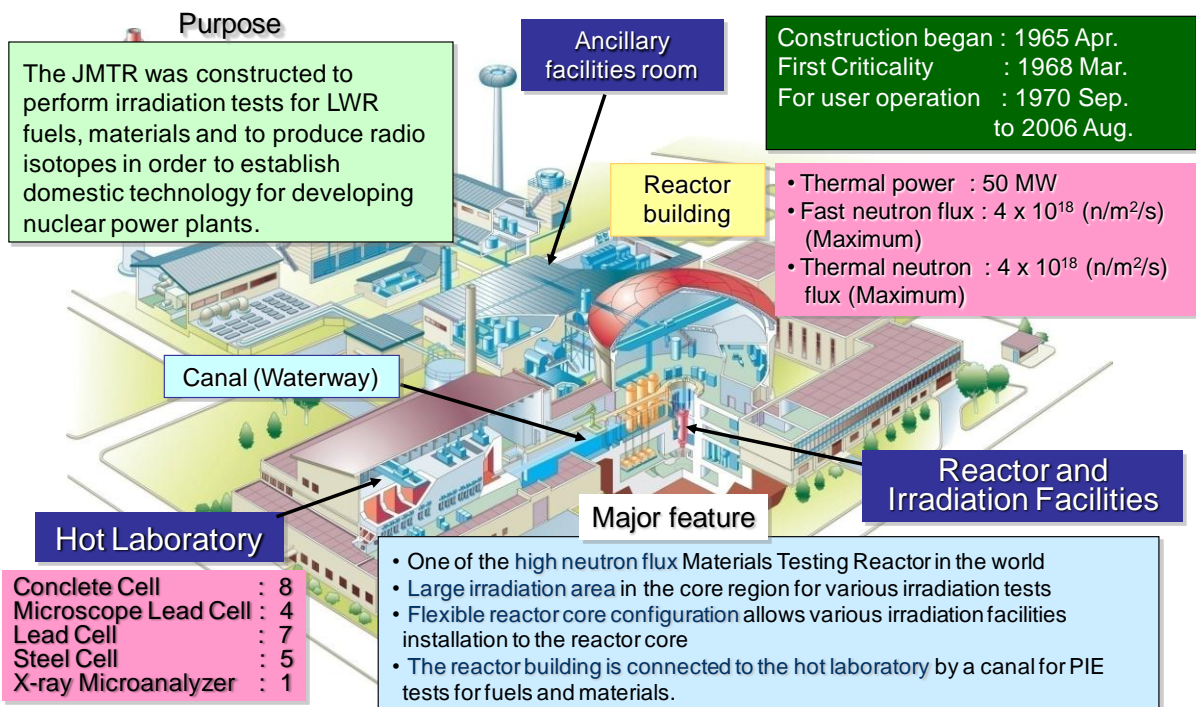 Purpose
The JMTR was constructed to
perform irradiation tests for LWR
fuels, materials and to produce radio
isotopes in order to establish
domestic technology for developing
nuclear power plants.
Ancillary
facilities room
Construction began : 1965 Apr.
First Criticality : 1968 Mar.
For user operation : 1970 Sep.
to 2006 Aug.
Reactor
building
• Thermal power : 50 MW
• Fast neutron flux : 4 x 10¹⁸ (n/m²/s)
(Maximum)
• Thermal neutron : 4 x 10¹⁸ (n/m²/s)
flux (Maximum)
Canal (Waterway)
Reactor and
Irradiation Facilities
Hot Laboratory
Conclete Cell : 8
Microscope Lead Cell : 4
Lead Cell : 7
Steel Cell : 5
X-ray Microanalyzer : 1
Major feature
• One of the high neutron flux Materials Testing Reactor in the world
• Large irradiation area in the core region for various irradiation tests
• Flexible reactor core configuration allows various irradiation facilities
installation to the reactor core
• The reactor building is connected to the hot laboratory by a canal for PIE
tests for fuels and materials.